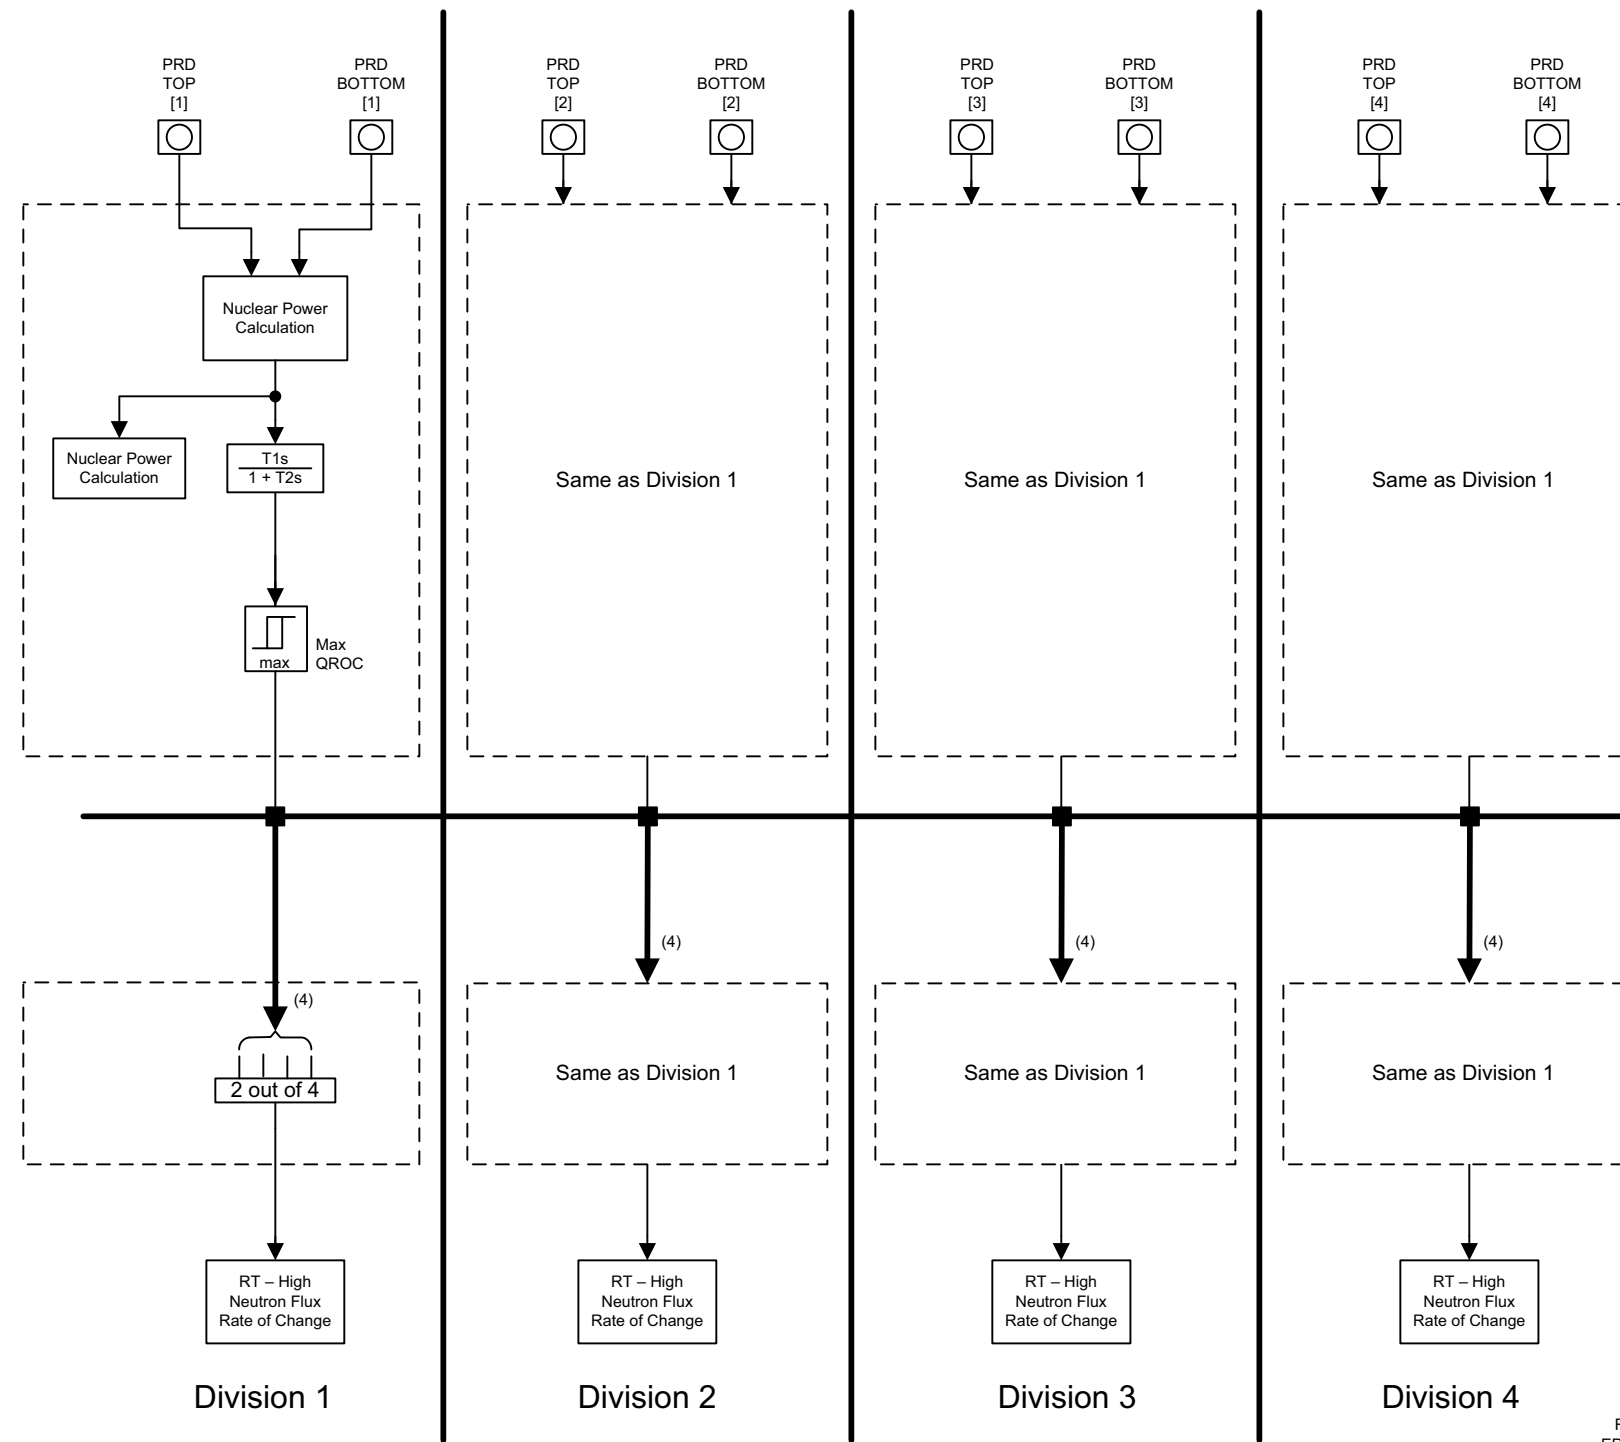 PRD
TOP
[1]
PRD
BOTTOM
[1]
PRD
TOP
[2]
PRD
BOTTOM
[2]
PRD
TOP
[3]
PRD
BOTTOM
[3]
PRD
TOP
[4]
PRD
BOTTOM
[4]
Nuclear Power
Calculation
Nuclear Power
Calculation
T1s
1 + T2s
max
Max
QROC
Same as Division 1
Same as Division 1
Same as Division 1
(4)
(4)
(4)
(4)
2 out of 4
Same as Division 1
Same as Division 1
Same as Division 1
RT – High
Neutron Flux
Rate of Change
RT – High
Neutron Flux
Rate of Change
RT – High
Neutron Flux
Rate of Change
RT – High
Neutron Flux
Rate of Change
Division 1
Division 2
Division 3
Division 4